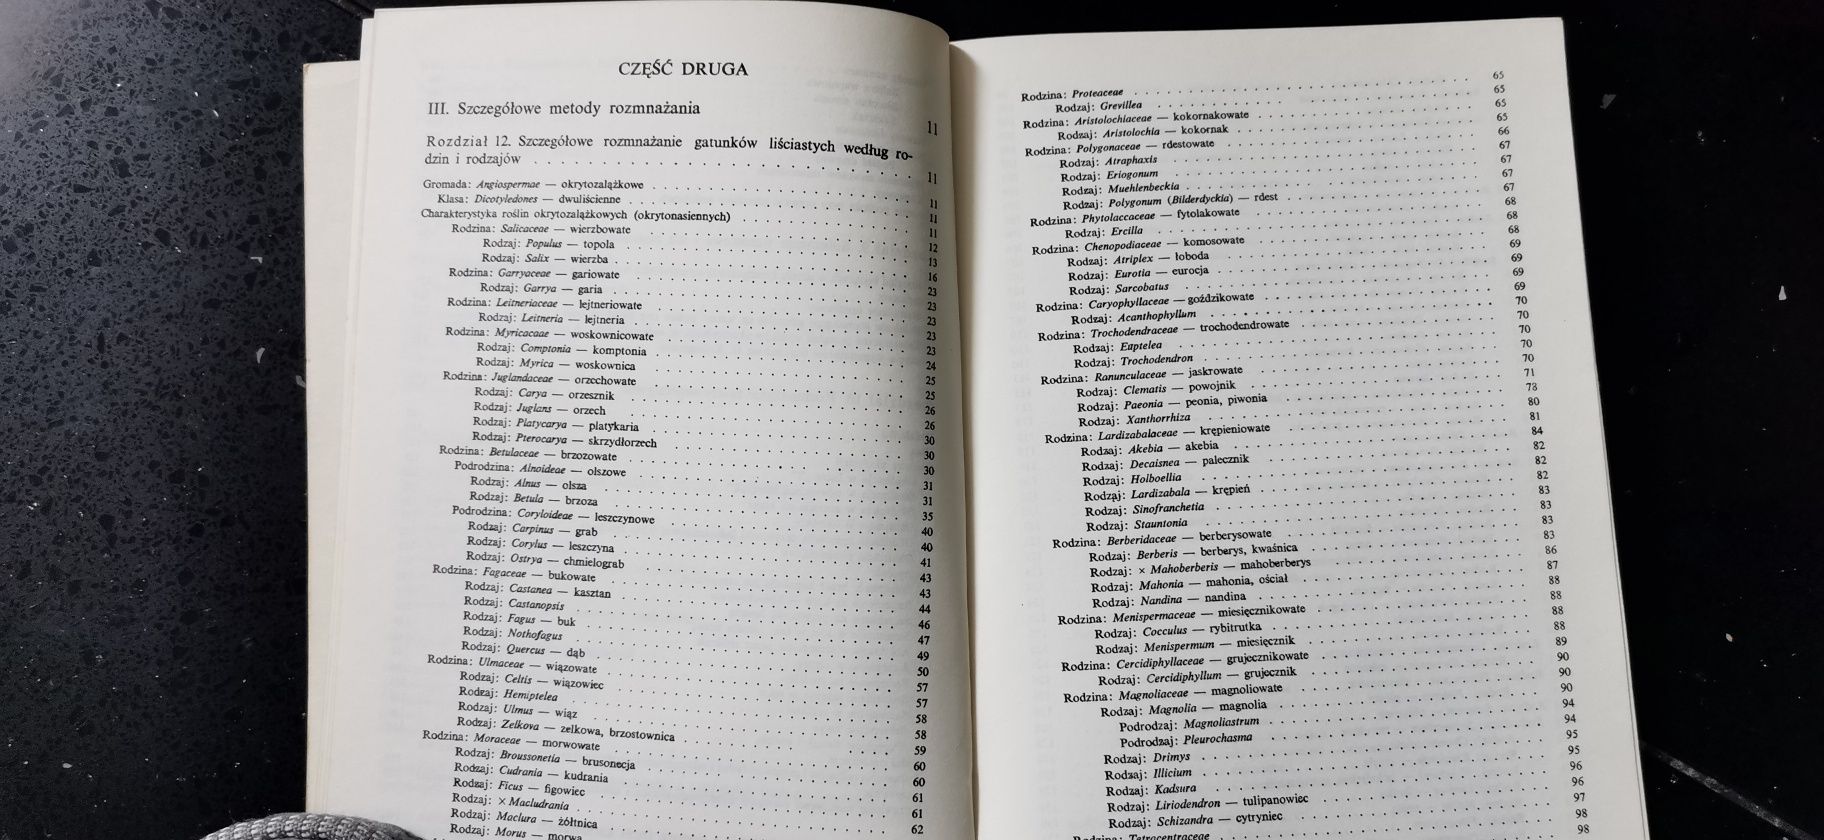 CZĘŚĆ DRUGA
III. Szczegółowe metody rozmnażania 11
Rozdział 12. Szczegółowe rozmnażanie gatunków liściastych według ro-
dzin i rodzajów . . . . 11
Gromada: Angiospermae — okrytozalążkowe . . . . 11
Klasa: Dicotyledones — dwuliścienne . . . . 11
Charakterystyka roślin okrytozalążkowych (okrytonasiennych) . . . . 11
Rodzina: Salicaceae — wierzbowate . . . . 12
Rodzaj: Populus — topola . . . . 13
Rodzaj: Salix — wierzba . . . . 16
Rodzina: Garryaceae — gariowate . . . . 23
Rodzaj: Garrya — garia . . . . 23
Rodzina: Leitneriaceae — lejtneriowate . . . . 23
Rodzaj: Leitneria — lejtneria . . . . 23
Rodzina: Myricacaae — woskownicowate . . . . 23
Rodzaj: Comptonia — komptonia . . . . 24
Rodzaj: Myrica — woskownica . . . . 25
Rodzina: Juglandaceae — orzechowate . . . . 25
Rodzaj: Carya — orzesznik . . . . 26
Rodzaj: Juglans — orzech . . . . 26
Rodzaj: Platycarya — platykaria . . . . 30
Rodzaj: Pterocarya — skrzydłorzech . . . . 30
Rodzina: Betulaceae — brzozowate . . . . 30
Podrodzina: Alnoideae — olszowe . . . . 31
Rodzaj: Alnus — olsza . . . . 31
Rodzaj: Betula — brzoza . . . . 35
Podrodzina: Coryloideae — leszczynowe . . . . 40
Rodzaj: Carpinus — grab . . . . 40
Rodzaj: Corylus — leszczyna . . . . 41
Rodzaj: Ostrya — chmielograb . . . . 43
Rodzina: Fagaceae — bukowate . . . . 43
Rodzaj: Castanea — kasztan . . . . 44
Rodzaj: Castanopsis . . . . 46
Rodzaj: Fagus — buk . . . . 47
Rodzaj: Nothofagus . . . . 49
Rodzaj: Quercus — dąb . . . . 50
Rodzina: Ulmaceae — wiązowate . . . . 57
Rodzaj: Celtis — wiązowiec . . . . 57
Rodzaj: Hemiptelea . . . . 58
Rodzaj: Ulmus — wiąz . . . . 58
Rodzaj: Zelkova — zelkowa, brzostownica . . . . 59
Rodzina: Moraceae — morwowate . . . . 60
Rodzaj: Broussonetia — brusonecja . . . . 60
Rodzaj: Cudrania — kudrania . . . . 61
Rodzaj: Ficus — figowiec . . . . 61
Rodzaj: × Macludrania . . . . 62
Rodzaj: Maclura — żółtnica
Rodzaj: Morus — morwa
Rodzina: Proteaceae . . . . 65
Rodzaj: Grevillea . . . . 65
Rodzina: Aristolochiaceae — kokornakowate . . . . 65
Rodzaj: Aristolochia — kokornak . . . . 65
Rodzina: Polygonaceae — rdestowate . . . . 66
Rodzaj: Atraphaxis . . . . 67
Rodzaj: Eriogonum . . . . 67
Rodzaj: Muehlenbeckia . . . . 67
Rodzaj: Polygonum (Bilderdyckia) — rdest . . . . 67
Rodzina: Phytolaccaceae — fytolakowate . . . . 68
Rodzaj: Ercilla . . . . 68
Rodzina: Chenopodiaceae — komosowate . . . . 68
Rodzaj: Atriplex — łoboda . . . . 69
Rodzaj: Eurotia — eurocja . . . . 69
Rodzaj: Sarcobatus . . . . 69
Rodzina: Caryophyllaceae — goździkowate . . . . 69
Rodzaj: Acanthophyllum . . . . 70
Rodzina: Trochodendraceae — trochodendrowate . . . . 70
Rodzaj: Euptelea . . . . 70
Rodzaj: Trochodendron . . . . 70
Rodzina: Ranunculaceae — jaskrowate . . . . 70
Rodzaj: Clematis — powojnik . . . . 71
Rodzaj: Paeonia — peonia, piwonia . . . . 78
Rodzaj: Xanthorrhiza . . . . 80
Rodzina: Lardizabalaceae — krępieniowate . . . . 81
Rodzaj: Akebia — akebia . . . . 84
Rodzaj: Decaisnea — palecznik . . . . 82
Rodzaj: Holboellia . . . . 82
Rodzaj: Lardizabala — krępień . . . . 82
Rodzaj: Sinofranchetia . . . . 83
Rodzaj: Stauntonia . . . . 83
Rodzina: Berberidaceae — berberysowate . . . . 83
Rodzaj: Berberis — berberys, kwaśnica . . . . 83
Rodzaj: × Mahoberberis — mahoberberys . . . . 86
Rodzaj: Mahonia — mahonia, ościał . . . . 87
Rodzaj: Nandina — nandina . . . . 88
Rodzina: Menispermaceae — miesięcznikowate . . . . 88
Rodzaj: Cocculus — rybitrutka . . . . 88
Rodzaj: Menispermum — miesięcznik . . . . 88
Rodzina: Cercidiphyllaceae — grujecznikowate . . . . 89
Rodzaj: Cercidiphyllum — grujecznik . . . . 90
Rodzina: Magnoliaceae — magnoliowate . . . . 90
Rodzaj: Magnolia — magnolia . . . . 90
Podrodzaj: Magnoliastrum . . . . 94
Podrodzaj: Pleurochasma . . . . 94
Rodzaj: Drimys . . . . 95
Rodzaj: Illicium . . . . 95
Rodzaj: Kadsura . . . . 96
Rodzaj: Liriodendron — tulipanowiec . . . . 96
Rodzaj: Schizandra — cytryniec . . . . 97
Rodzina: Tetracentraceae . . . . 98
98